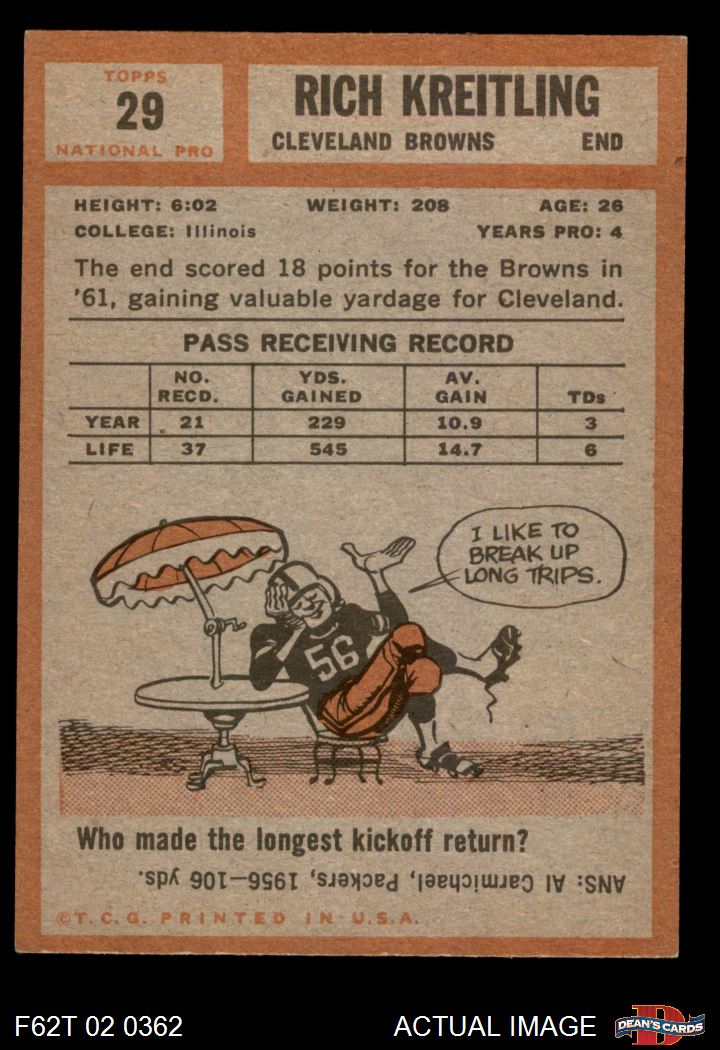 TOPPS
29
NATIONAL PRO
RICH KREITLING
CLEVELAND BROWNS END
HEIGHT: 6:02 WEIGHT: 208 AGE: 26
COLLEGE: Illinois YEARS PRO: 4
The end scored 18 points for the Browns in
'61, gaining valuable yardage for Cleveland.
PASS RECEIVING RECORD
NO. RECD. YDS. GAINED AV. GAIN TDs
YEAR 21 229 10.9 3
LIFE 37 545 14.7 6
I LIKE TO
BREAK UP
LONG TRIPS.
56
Who made the longest kickoff return?
ANS: Al Carmichael, Packers, 1956—106 yds.
©T.C.G. PRINTED IN U.S.A.
F62T 02 0362 ACTUAL IMAGE
D
DEAN'S CARDS